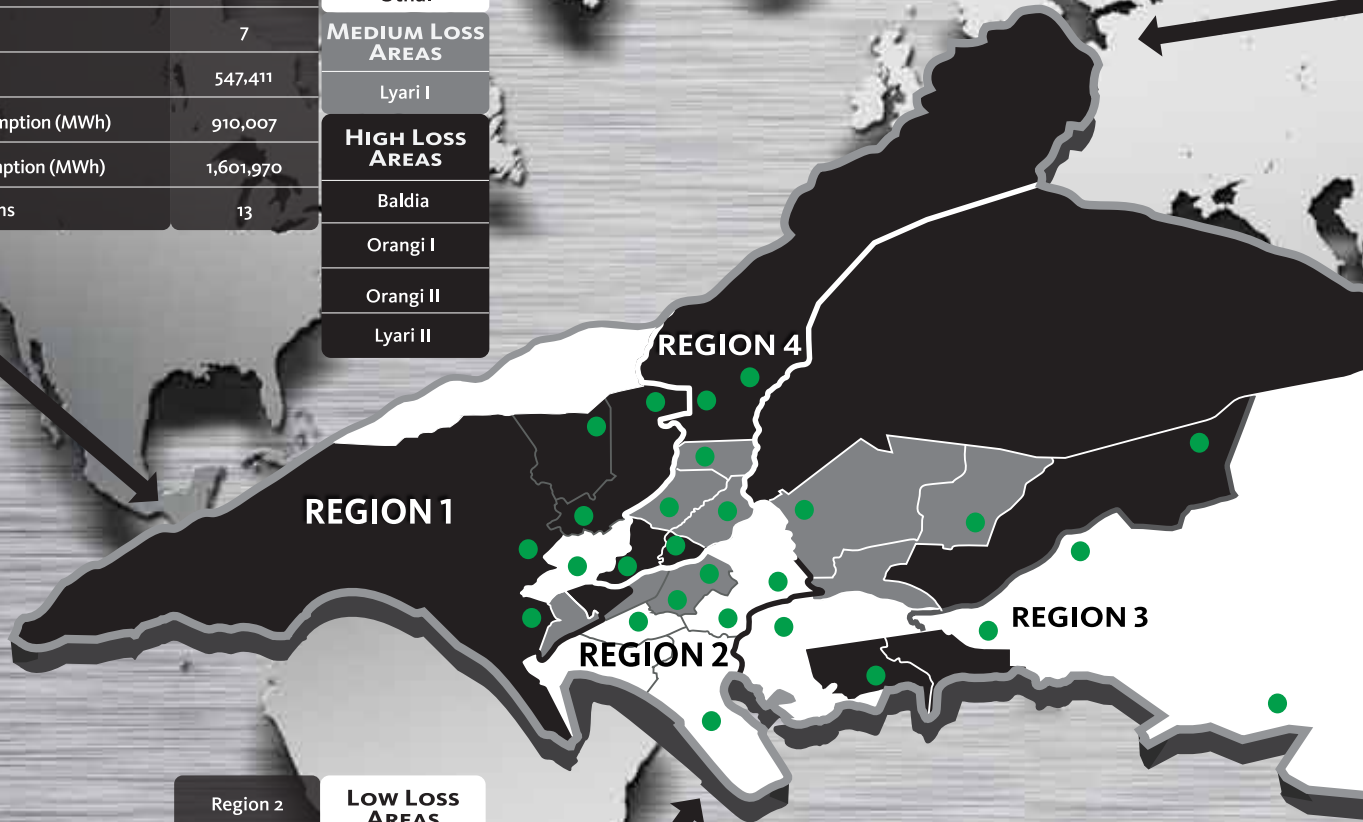 7
547,411
mption (MWh) 910,007
mption (MWh) 1,601,970
ns 13
MEDIUM LOSS
AREAS
Lyari I
HIGH LOSS
AREAS
Baldia
Orangi I
Orangi II
Lyari II
REGION 4
REGION 1
REGION 3
REGION 2
Region 2
LOW LOSS
AREAS